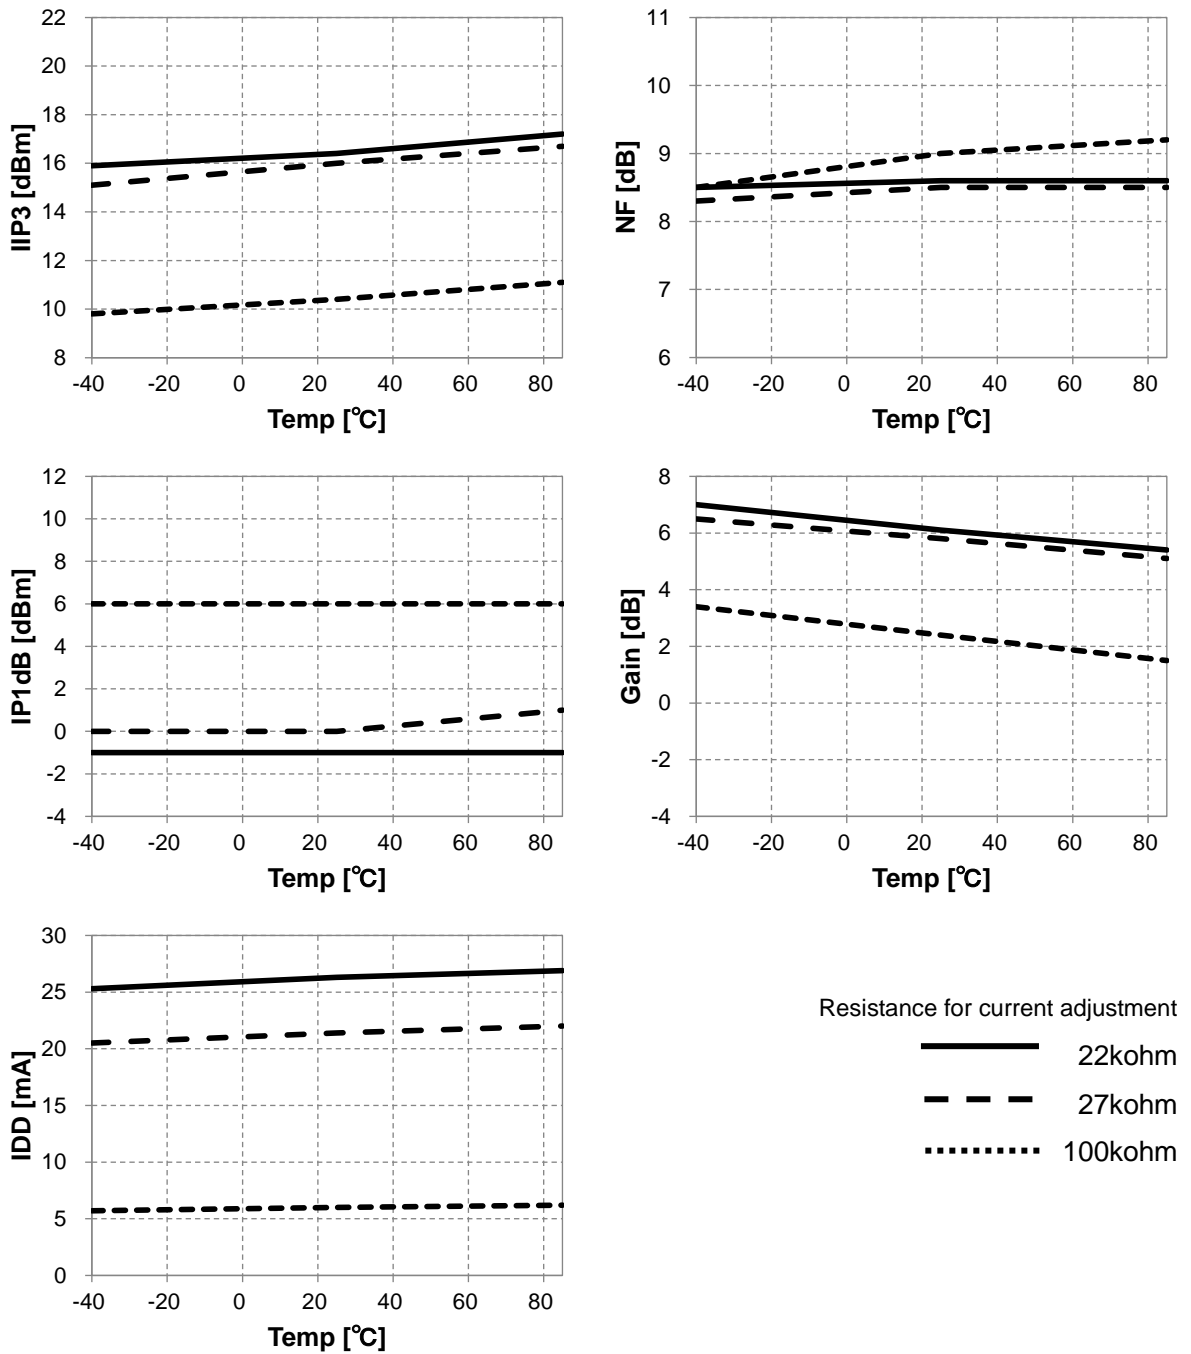 22
20
18
16
14
12
10
8
IIP3 [dBm]
-40 -20 0 20 40 60 80
Temp [℃]
11
10
9
8
7
6
NF [dB]
-40 -20 0 20 40 60 80
Temp [℃]
12
10
8
6
4
2
0
-2
-4
IP1dB [dBm]
-40 -20 0 20 40 60 80
Temp [℃]
8
6
4
2
0
-2
-4
Gain [dB]
-40 -20 0 20 40 60 80
Temp [℃]
30
25
20
15
10
5
0
IDD [mA]
-40 -20 0 20 40 60 80
Temp [℃]
Resistance for current adjustment
22kohm
27kohm
100kohm